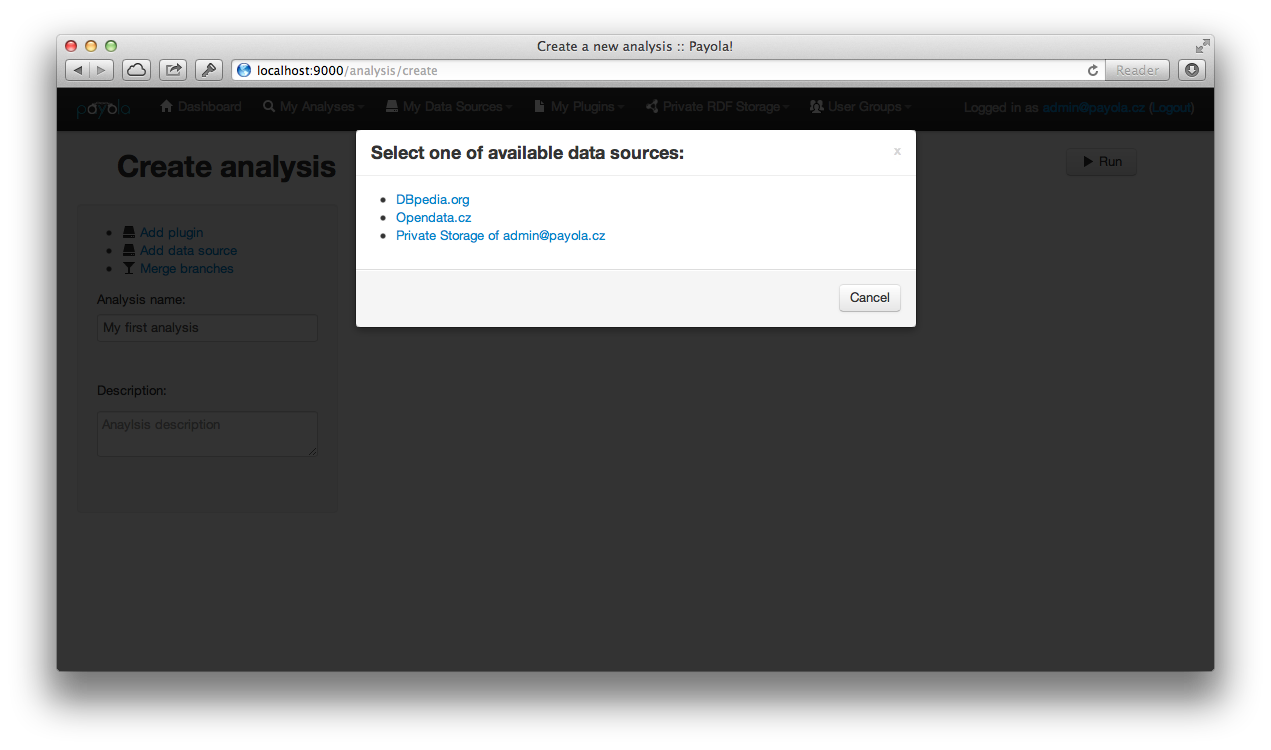 Create a new analysis :: Payola!
localhost:9000/analysis/create
Reader
payola Dashboard My Analyses My Data Sources My Plugins Private RDF Storage User Groups Logged in as admin@payola.cz (Logout)
Select one of available data sources: x
Create analysis
Run
DBpedia.org
Opendata.cz
Private Storage of admin@payola.cz
Cancel
Add plugin
Add data source
Merge branches
Analysis name:
My first analysis
Description:
Anaylsis description